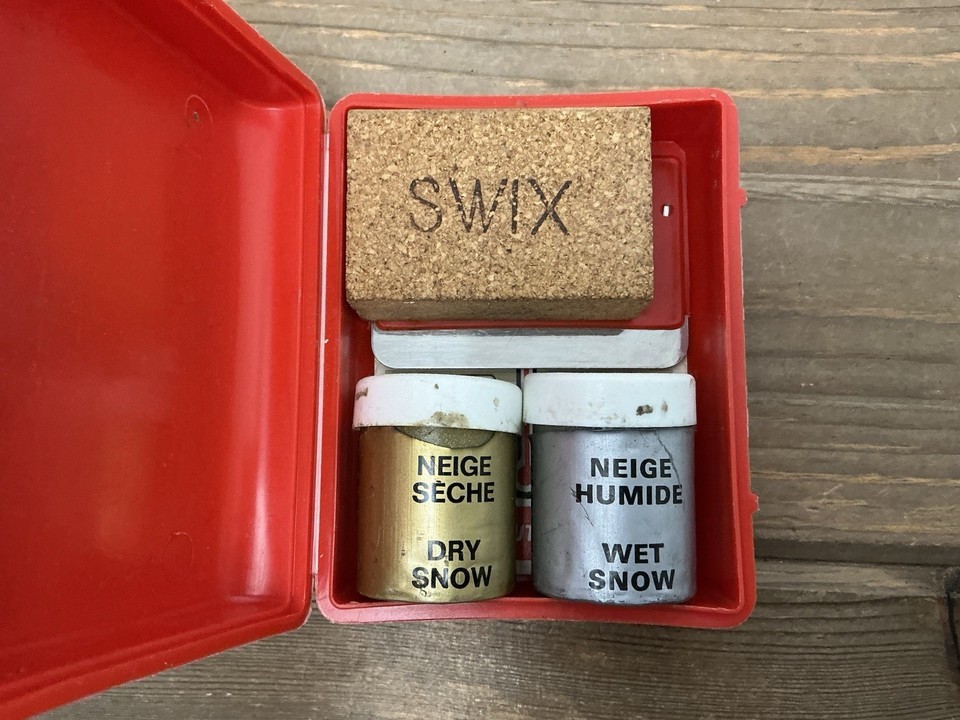 SWIX
NEIGE
SÈCHE
DRY
SNOW
NEIGE
HUMIDE
WET
SNOW